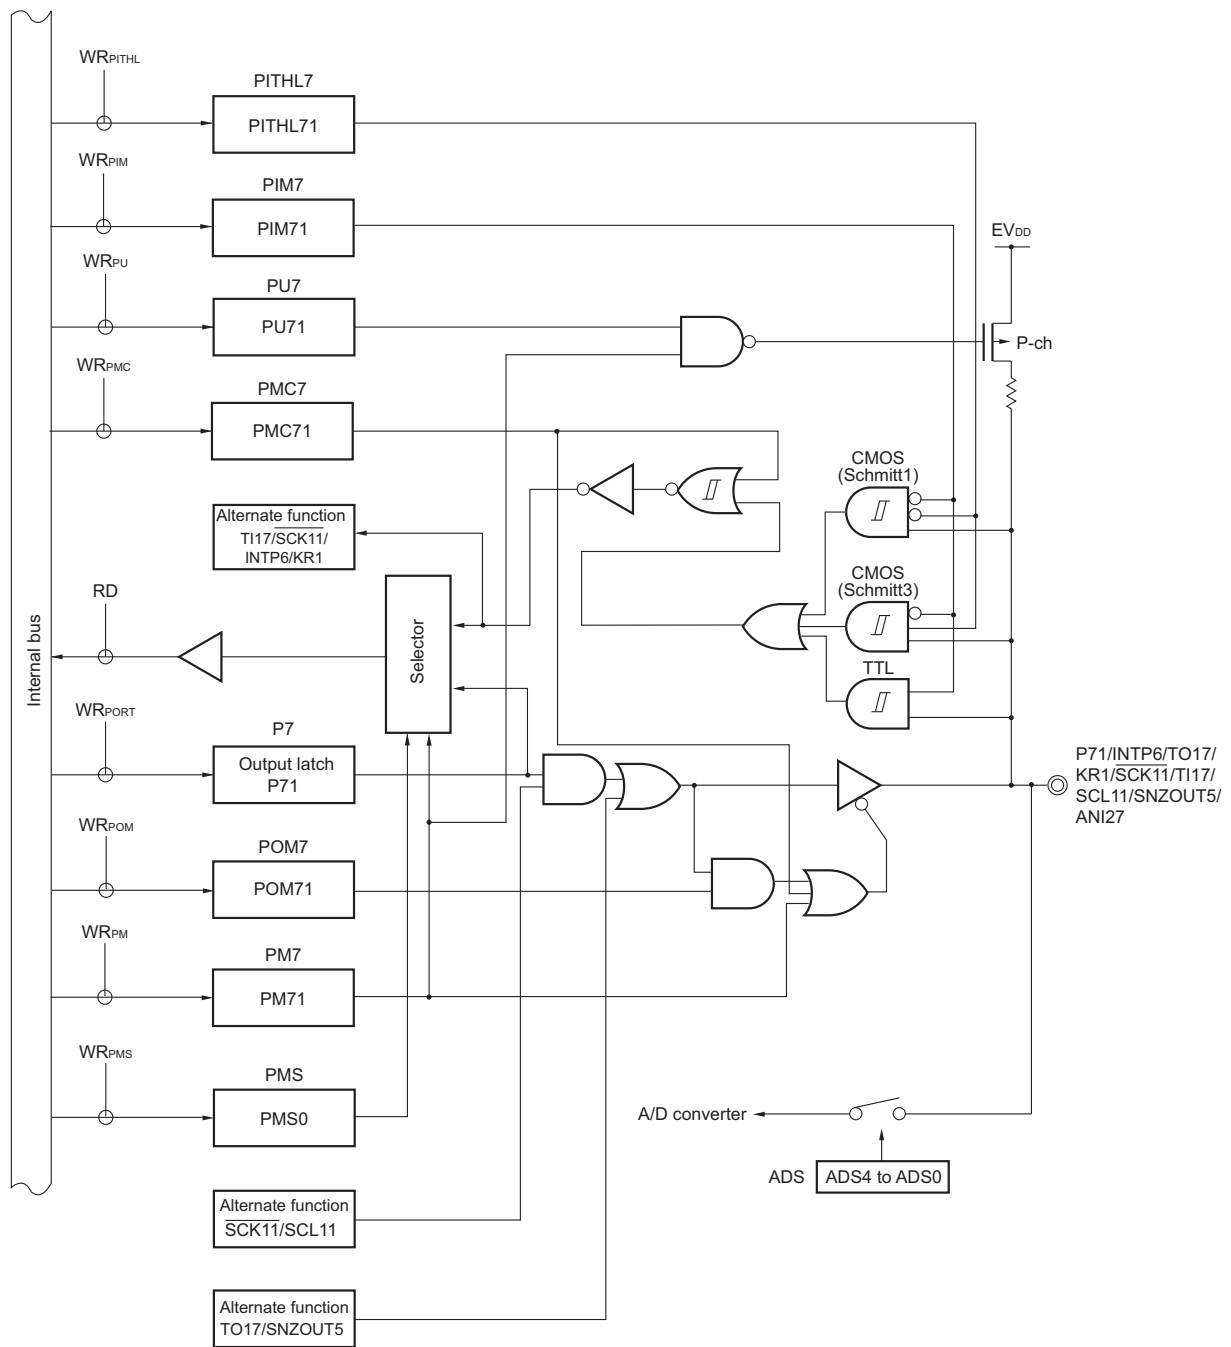 WRPITHL
PITHL7
PITHL71
WRPIM
PIM7
PIM71
EVDD
WRPU
PU7
PU71
P-ch
WRPMC
PMC7
PMC71
CMOS
(Schmitt1)
Alternate function
TI17/SCK11/
INTP6/KR1
CMOS
(Schmitt3)
RD
Internal bus
Selector
TTL
WRPORT
P7
Output latch
P71
P71/INTP6/TO17/
KR1/SCK11/TI17/
SCL11/SNZOUT5/
ANI27
WRPOM
POM7
POM71
WRPM
PM7
PM71
WRPMS
PMS
PMS0
A/D converter
ADS
ADS4 to ADS0
Alternate function
SCK11/SCL11
Alternate function
TO17/SNZOUT5